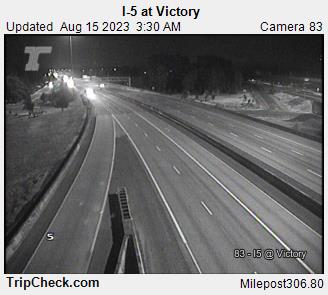 I-5 at Victory
Updated Aug 15 2023 3:30 AM Camera 83
T
S
83 - I5 @ Victory
TripCheck.com Milepost306.80